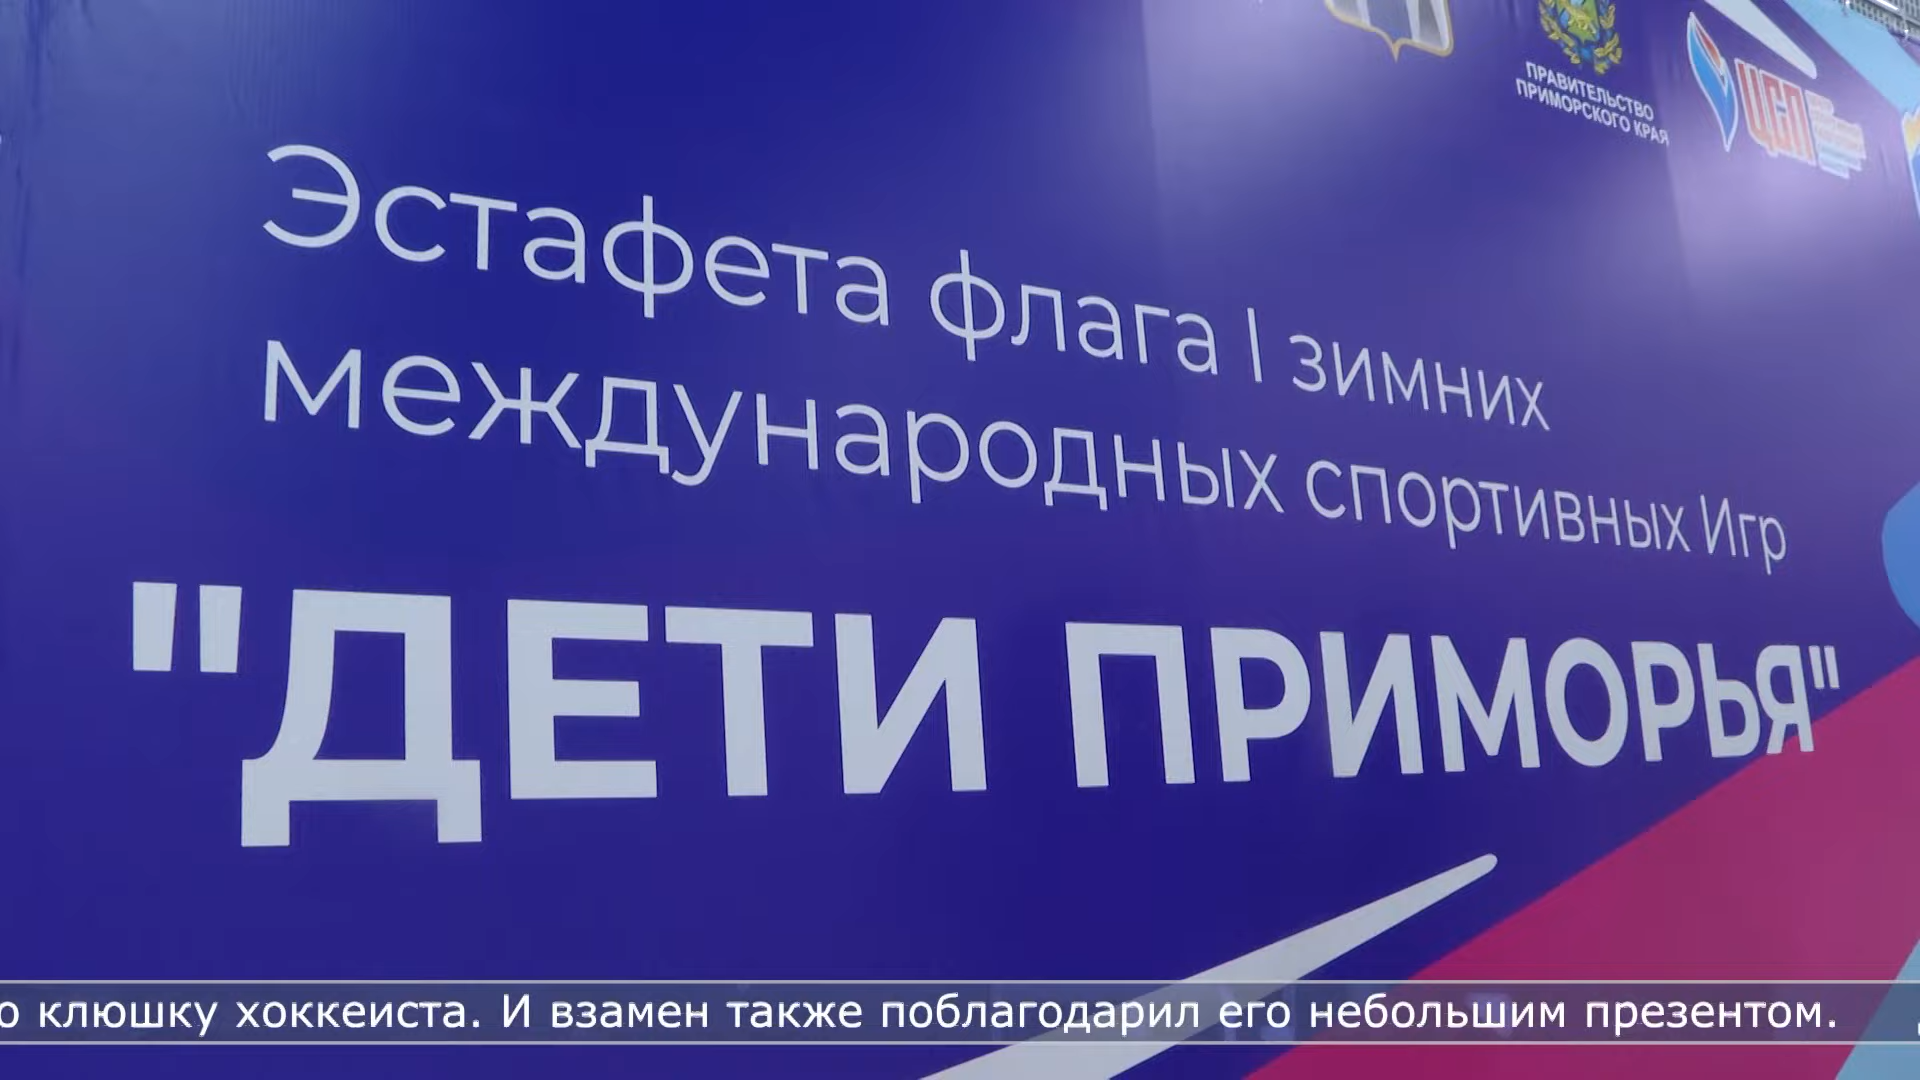 ПРАВИТЕЛЬСТВО
ПРИМОРСКОГО КРАЯ
ЦСП
Эстафета флага I зимних
международных спортивных Игр
"ДЕТИ ПРИМОРЬЯ"
клюшку хоккеиста. И взамен также поблагодарил его небольшим презентом.